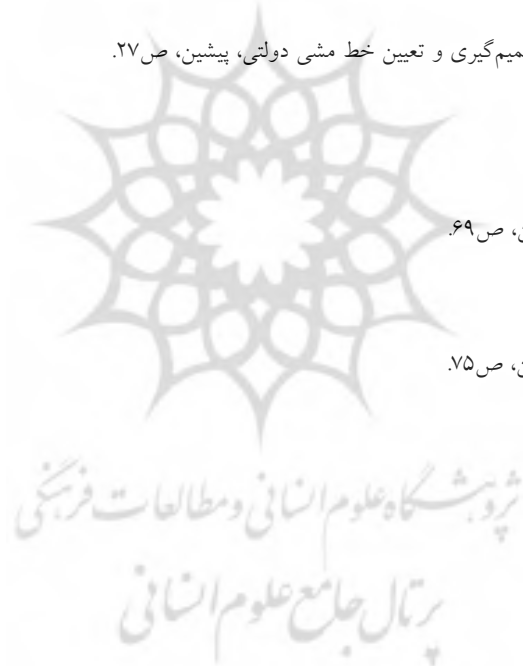 میم‌گیری و تعیین خط مشی دولتی، پیشین، ص۲۷.
ن، ص۶۹.
ن، ص۷۵.
پژوهشگاه علوم انسانی و مطالعات فرهنگی
پرتال جامع علوم انسانی